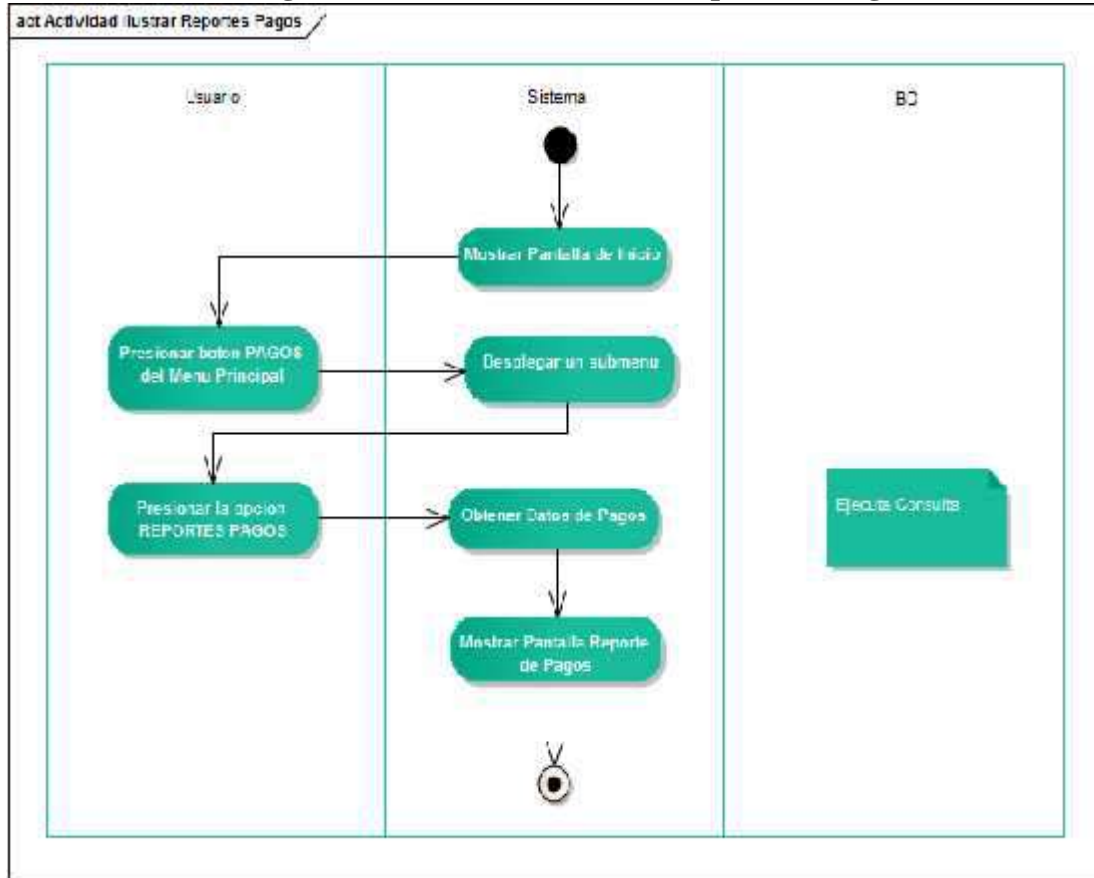 act Actividad Ilustrar Reportes Pagos
Usuario
Sistema
BD
Mostrar Pantalla de Inicio
Presionar boton PAGOS
del Menu Principal
Desplegar un submenu
Presionar la opcion
REPORTES PAGOS
Obtener Datos de Pagos
Ejecuta Consulta
Mostrar Pantalla Reporte
de Pagos